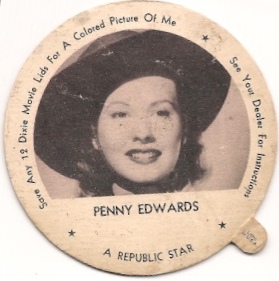 Save Any 12 Dixie Movie Lids For A Colored Picture Of Me
See Your Dealer For Instructions
PENNY EDWARDS
A REPUBLIC STAR